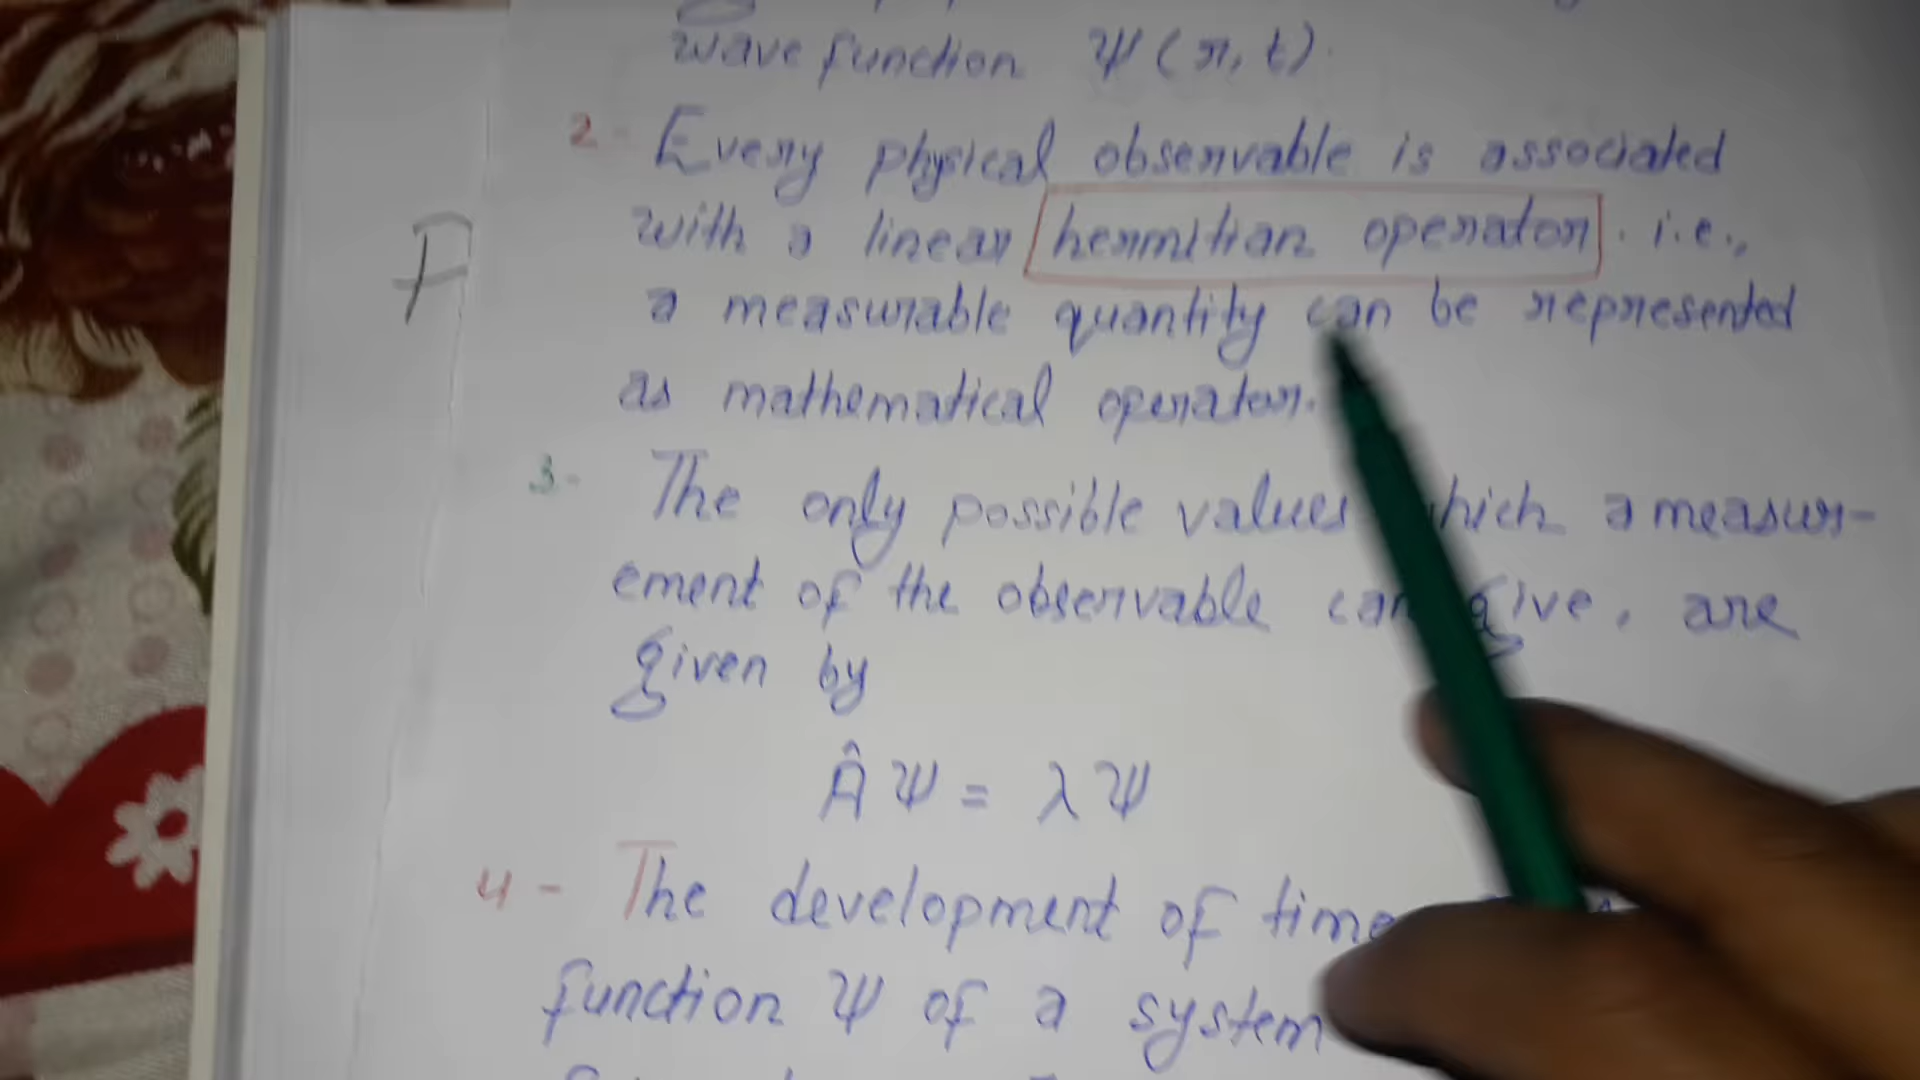 wave function Ψ(r, t).
2- Every physical observable is associated
with a linear hermitian operator. i.e.,
a measurable quantity can be represented
as mathematical operator.
3- The only possible values which a measur-
ement of the observable can give, are
given by
Â Ψ = λ Ψ
4- The development of time
function Ψ of a system